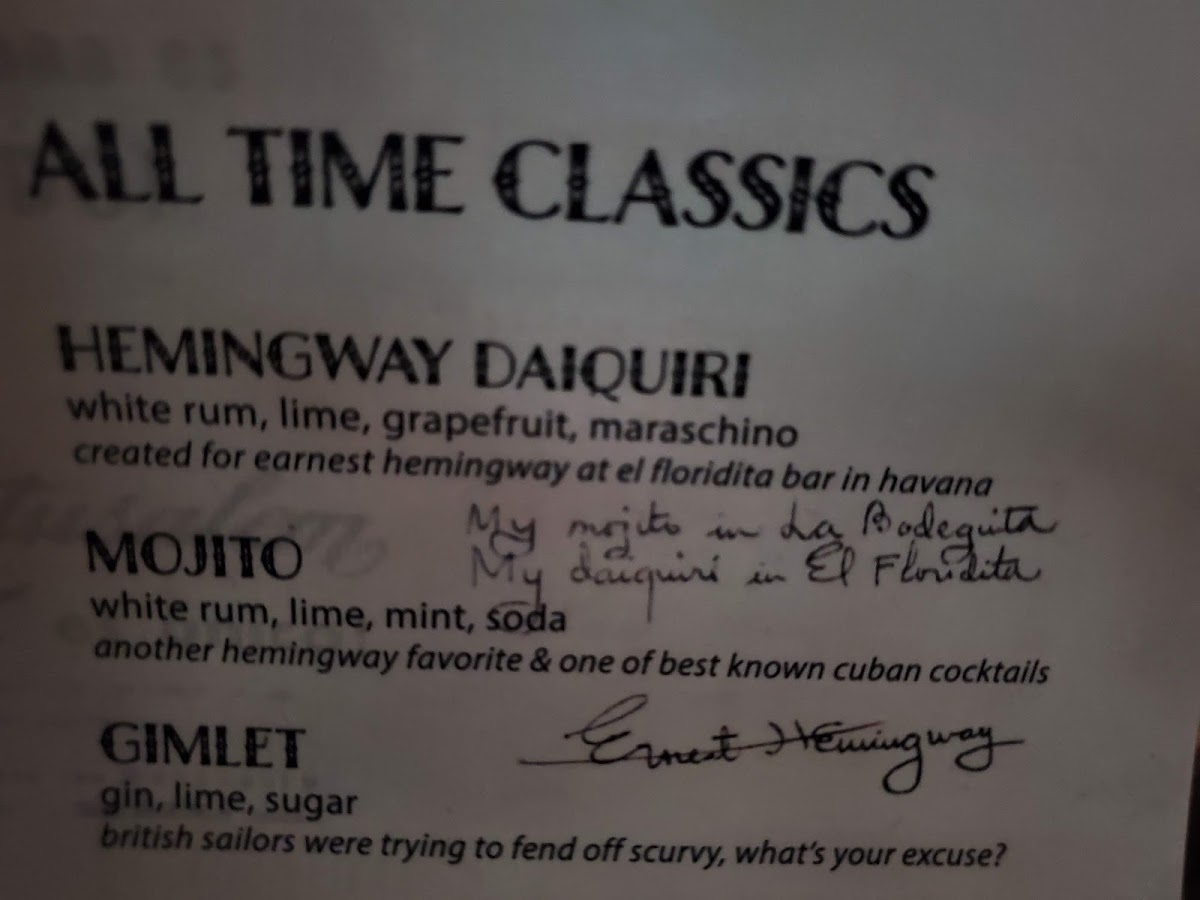 ALL TIME CLASSICS
HEMINGWAY DAIQUIRI
white rum, lime, grapefruit, maraschino
created for earnest hemingway at el floridita bar in havana
My mojito in La Bodeguita
My daiquiri in El Floridita
MOJITO
white rum, lime, mint, soda
another hemingway favorite & one of best known cuban cocktails
Ernest Hemingway
GIMLET
gin, lime, sugar
british sailors were trying to fend off scurvy, what's your excuse?